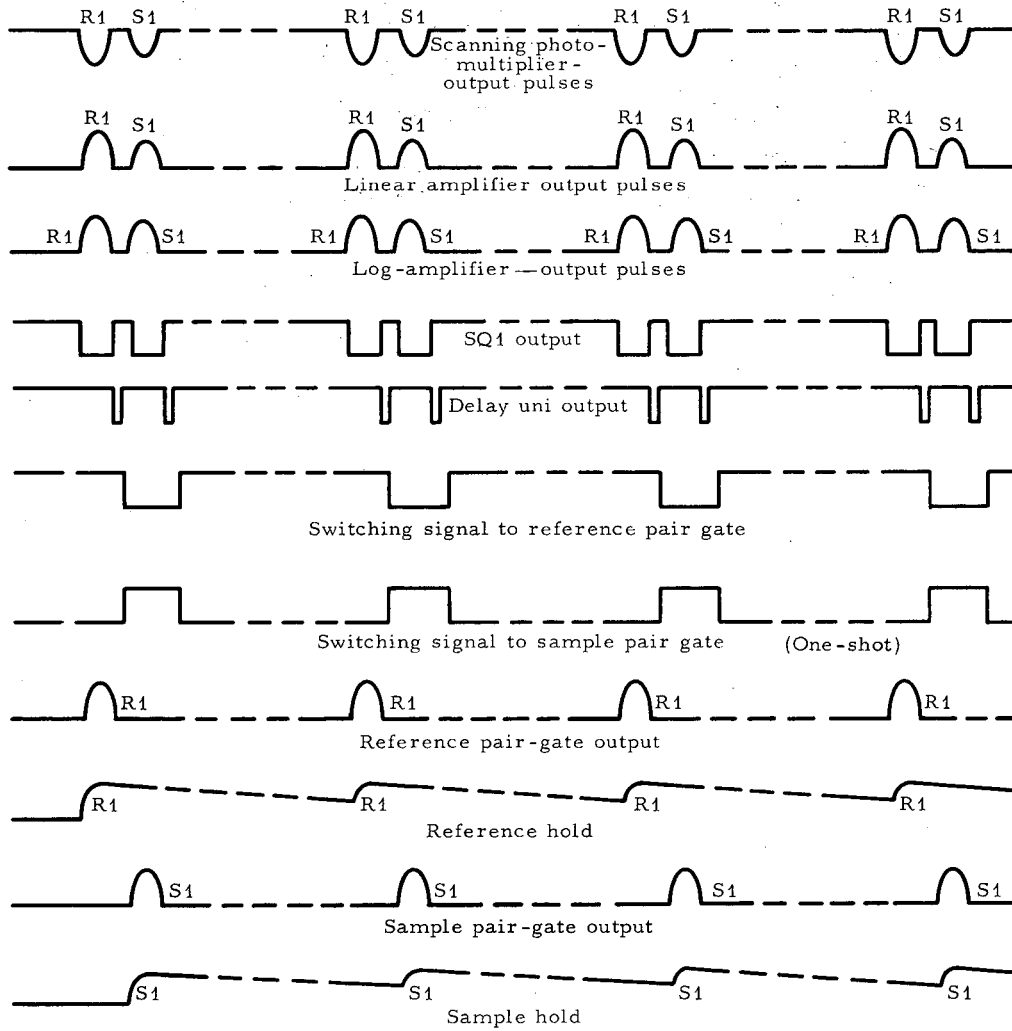 R1 S1 R1 S1 R1 S1 R1 S1
Scanning photo-
multiplier-
output pulses
R1 S1 R1 S1 R1 S1 R1 S1
Linear amplifier output pulses
R1 S1 R1 S1 R1 S1 R1 S1
Log-amplifier — output pulses
SQ1 output
Delay uni output
Switching signal to reference pair gate
Switching signal to sample pair gate (One-shot)
R1 R1 R1 R1
Reference pair-gate output
R1 R1 R1 R1
Reference hold
S1 S1 S1 S1
Sample pair-gate output
S1 S1 S1 S1
Sample hold